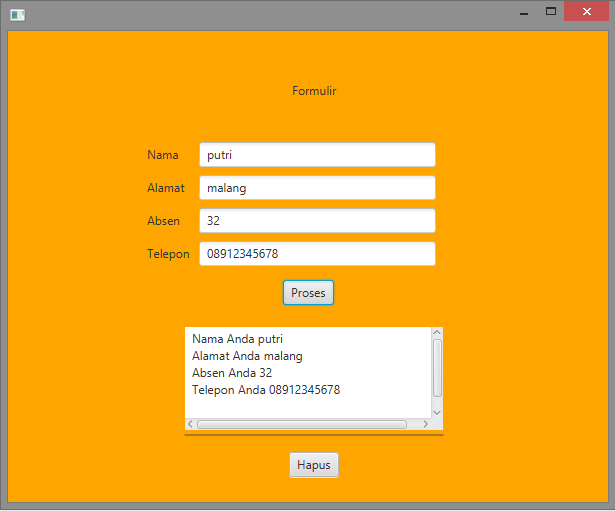 Formulir
Nama putri
Alamat malang
Absen 32
Telepon 08912345678
Proses
Nama Anda putri
Alamat Anda malang
Absen Anda 32
Telepon Anda 08912345678
Hapus